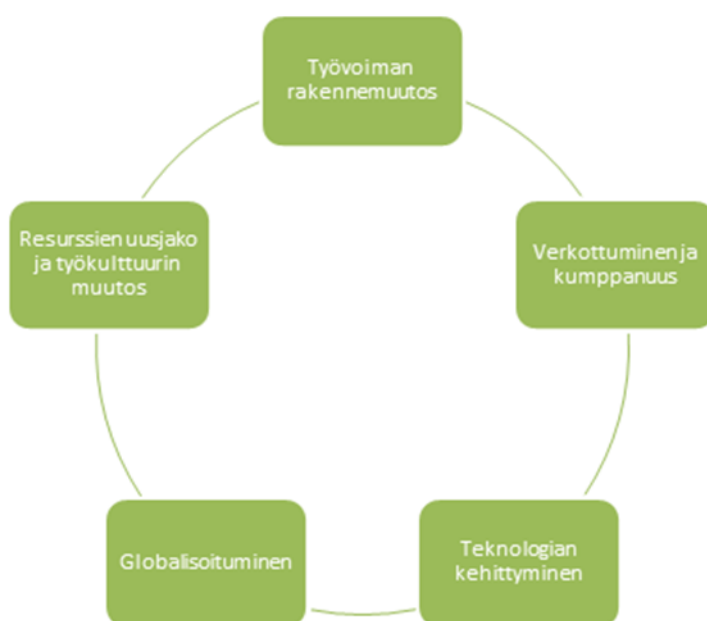 Työvoiman
rakennemuutos
Verkottuminen ja
kumppanuus
Teknologian
kehittyminen
Globalisoituminen
Resurssien uusjako
ja työkulttuurin
muutos